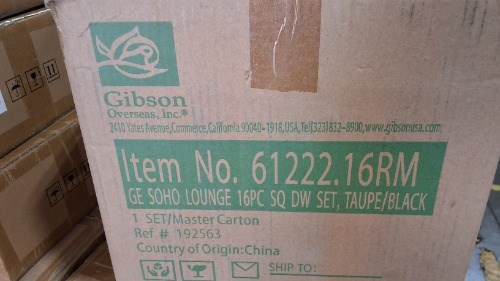 Gibson
Overseas, Inc.®
2410 Yates Avenue,Commerce,California 90040-1918,USA,Tel(323)832-8900,www.gibsonusa.com
Item No. 61222.16RM
GE SOHO LOUNGE 16PC SQ DW SET, TAUPE/BLACK
1 SET/Master Carton
Ref # 192563
Country of Origin:China
SHIP TO: